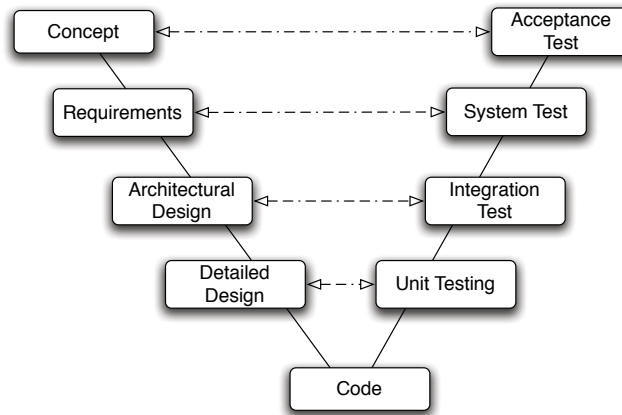 Concept
Acceptance
Test
Requirements
System Test
Architectural
Design
Integration
Test
Detailed
Design
Unit Testing
Code